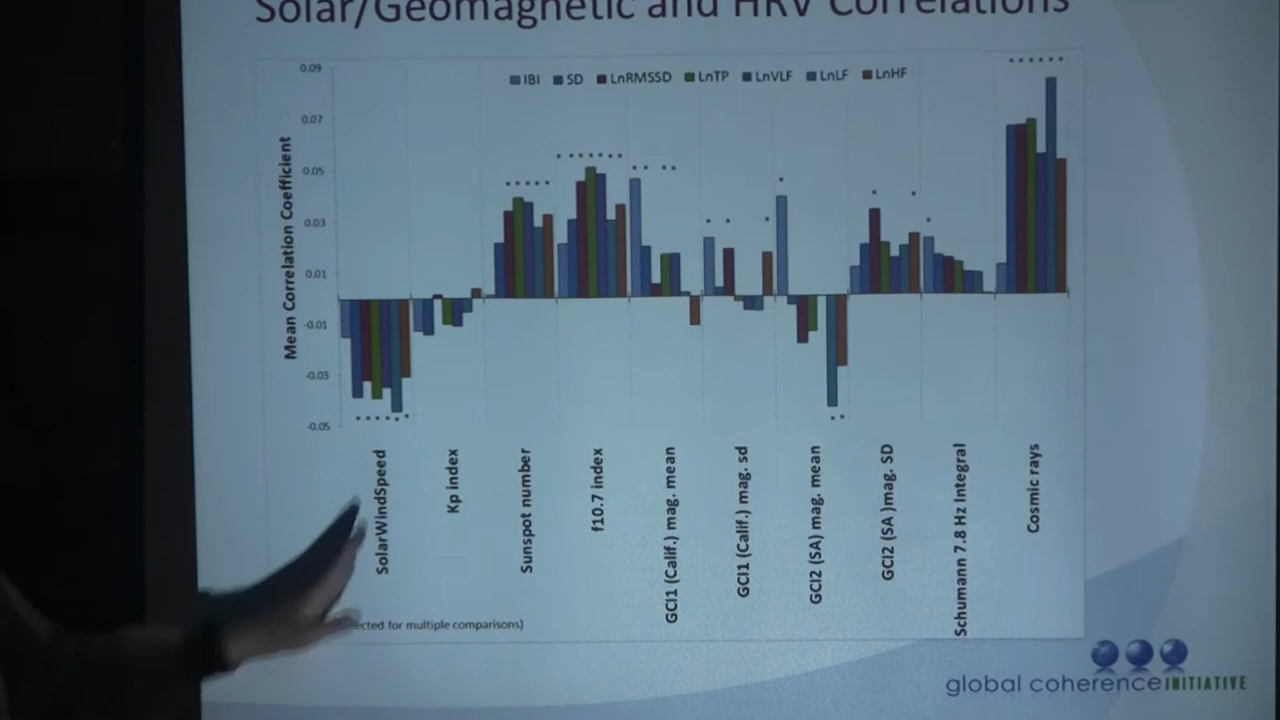 Solar/Geomagnetic and HRV Correlations
IBI SD LnRMSSD LnTP LnVLF LnLF LnHF
Mean Correlation Coefficient
0.09
0.07
0.05
0.03
0.01
-0.01
-0.03
-0.05
SolarWindSpeed
Kp index
Sunspot number
f10.7 index
GCI1 (Calif.) mag. mean
GCI1 (Calif.) mag. sd
GCI2 (SA) mag. mean
GCI2 (SA )mag. SD
Schumann 7.8 Hz Integral
Cosmic rays
for multiple comparisons)
global coherence INITIATIVE